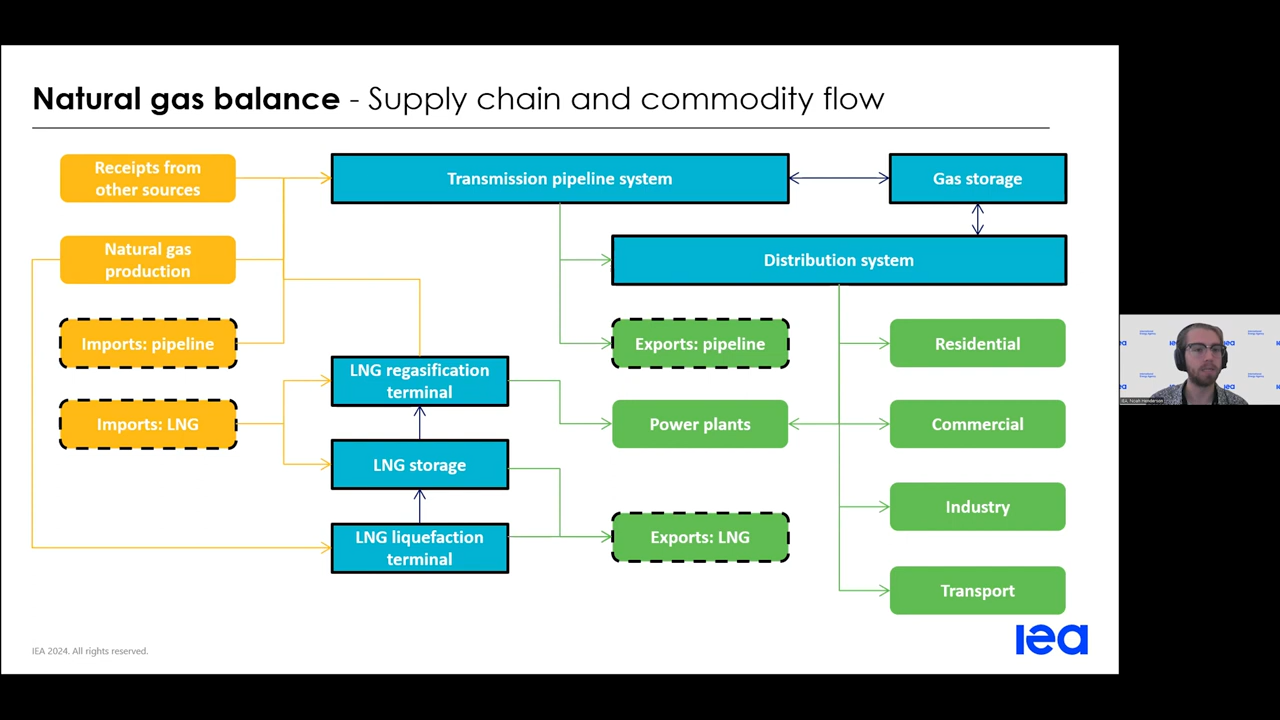 Natural gas balance - Supply chain and commodity flow
Receipts from
other sources
Transmission pipeline system
Gas storage
Natural gas
production
Distribution system
Imports: pipeline
Exports: pipeline
Residential
LNG regasification
terminal
Imports: LNG
Power plants
Commercial
LNG storage
Industry
LNG liquefaction
terminal
Exports: LNG
Transport
IEA 2024. All rights reserved.
iea